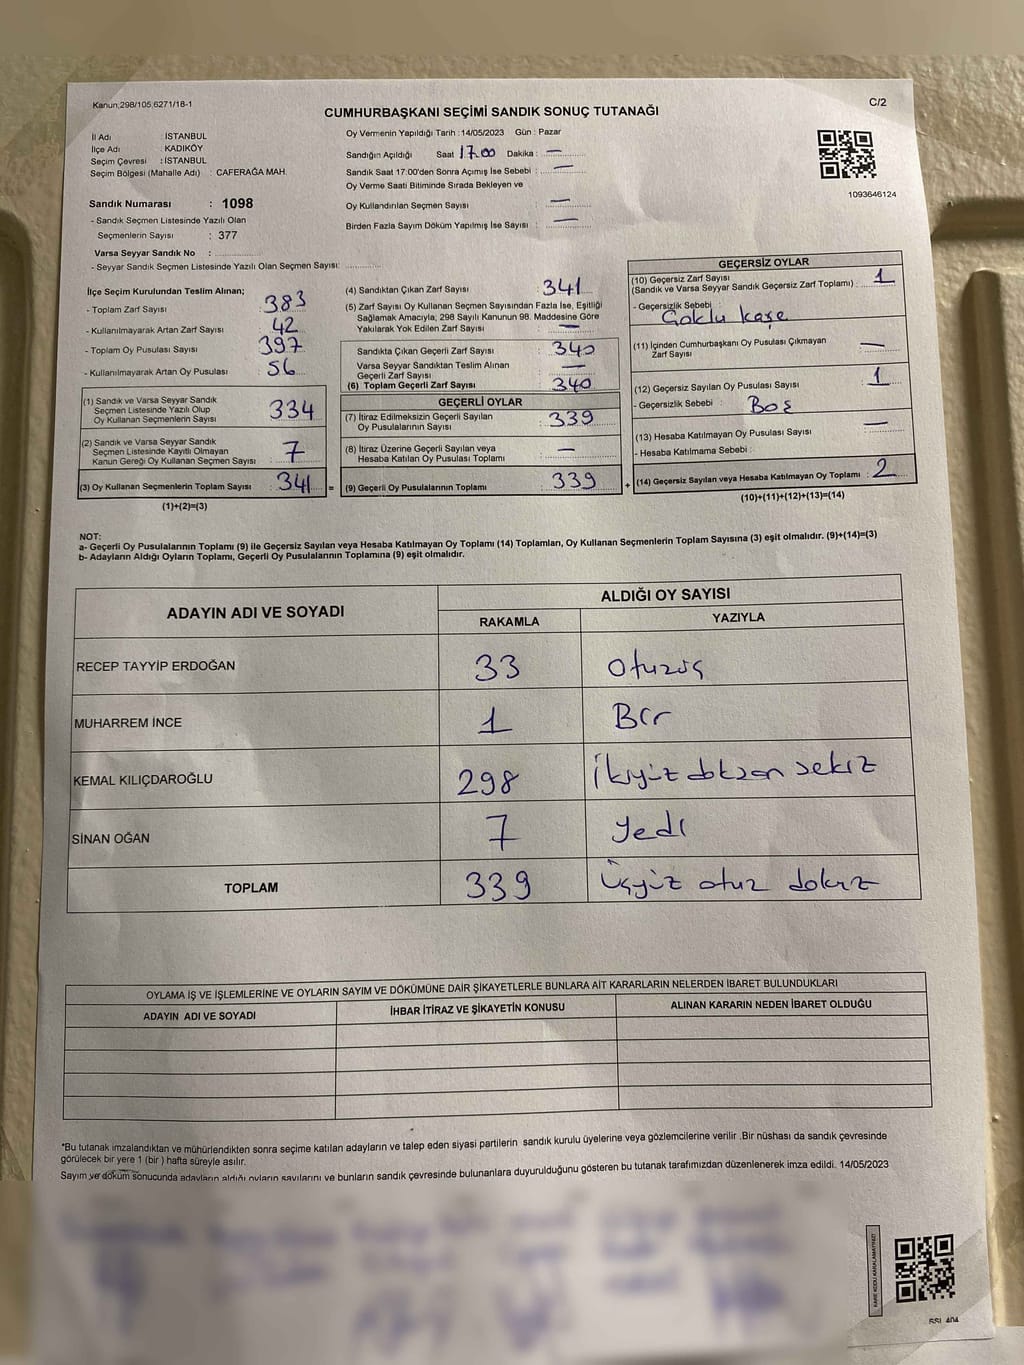 Kanun;298/105,6271/18-1
C/2
CUMHURBAŞKANI SEÇİMİ SANDIK SONUÇ TUTANAĞI
İl Adı : İSTANBUL
İlçe Adı : KADIKÖY
Seçim Çevresi : İSTANBUL
Seçim Bölgesi (Mahalle Adı) : CAFERAĞA MAH.
Sandık Numarası : 1098
- Sandık Seçmen Listesinde Yazılı Olan
Seçmenlerin Sayısı : 377
Varsa Seyyar Sandık No :
- Seyyar Sandık Seçmen Listesinde Yazılı Olan Seçmen Sayısı:
Oy Vermenin Yapıldığı Tarih : 14/05/2023 Gün : Pazar
Sandığın Açıldığı Saat 17.00 Dakika : —
Sandık Saat 17:00'den Sonra Açımış İse Sebebi : —
Oy Verme Saati Bitiminde Sırada Bekleyen ve
Oy Kullandırılan Seçmen Sayısı : —
Birden Fazla Sayım Döküm Yapılmış İse Sayısı : —
1093646124
İlçe Seçim Kurulundan Teslim Alınan;
- Toplam Zarf Sayısı : 383
- Kullanılmayarak Artan Zarf Sayısı : 42
- Toplam Oy Pusulası Sayısı : 397
- Kullanılmayarak Artan Oy Pusulası : 56
(1) Sandık ve Varsa Seyyar Sandık
Seçmen Listesinde Yazılı Olup
Oy Kullanan Seçmenlerin Sayısı : 334
(2) Sandık ve Varsa Seyyar Sandık
Seçmen Listesinde Kayıtlı Olmayan
Kanun Gereği Oy Kullanan Seçmen Sayısı : 7
(3) Oy Kullanan Seçmenlerin Toplam Sayısı : 341 =
(1)+(2)=(3)
(4) Sandıktan Çıkan Zarf Sayısı : 341
(5) Zarf Sayısı Oy Kullanan Seçmen Sayısından Fazla İse, Eşitliği
Sağlamak Amacıyla; 298 Sayılı Kanunun 98. Maddesine Göre
Yakılarak Yok Edilen Zarf Sayısı : —
Sandıkta Çıkan Geçerli Zarf Sayısı : 340
Varsa Seyyar Sandıktan Teslim Alınan
Geçerli Zarf Sayısı : —
(6) Toplam Geçerli Zarf Sayısı : 340
GEÇERLİ OYLAR
(7) İtiraz Edilmeksizin Geçerli Sayılan
Oy Pusulalarının Sayısı : 339
(8) İtiraz Üzerine Geçerli Sayılan veya
Hesaba Katılan Oy Pusulası Toplamı : —
(9) Geçerli Oy Pusulalarının Toplamı : 339 +
GEÇERSİZ OYLAR
(10) Geçersiz Zarf Sayısı
(Sandık ve Varsa Seyyar Sandık Geçersiz Zarf Toplamı) : 1
- Geçersizlik Sebebi :
Çoklu kaşe
(11) İçinden Cumhurbaşkanı Oy Pusulası Çıkmayan
Zarf Sayısı : —
(12) Geçersiz Sayılan Oy Pusulası Sayısı : 1
- Geçersizlik Sebebi : Boş
(13) Hesaba Katılmayan Oy Pusulası Sayısı : —
- Hesaba Katılmama Sebebi :
(14) Geçersiz Sayılan veya Hesaba Katılmayan Oy Toplamı : 2
(10)+(11)+(12)+(13)=(14)
NOT:
a- Geçerli Oy Pusulalarının Toplamı (9) ile Geçersiz Sayılan veya Hesaba Katılmayan Oy Toplamı (14) Toplamları, Oy Kullanan Seçmenlerin Toplam Sayısına (3) eşit olmalıdır. (9)+(14)=(3)
b- Adayların Aldığı Oyların Toplamı, Geçerli Oy Pusulalarının Toplamına (9) eşit olmalıdır.
ADAYIN ADI VE SOYADI
ALDIĞI OY SAYISI
RAKAMLA YAZIYLA
RECEP TAYYİP ERDOĞAN 33 Otuzüç
MUHARREM İNCE 1 Bir
KEMAL KILIÇDAROĞLU 298 İkiyüz doksan sekiz
SİNAN OĞAN 7 Yedi
TOPLAM 339 Üçyüz otuz dokuz
OYLAMA İŞ VE İŞLEMLERİNE VE OYLARIN SAYIM VE DÖKÜMÜNE DAİR ŞİKAYETLERLE BUNLARA AİT KARARLARIN NELERDEN İBARET BULUNDUKLARI
ADAYIN ADI VE SOYADI İHBAR İTİRAZ VE ŞİKAYETİN KONUSU ALINAN KARARIN NEDEN İBARET OLDUĞU
*Bu tutanak imzalandıktan ve mühürlendikten sonra seçime katılan adayların ve talep eden siyasi partilerin sandık kurulu üyelerine veya gözlemcilerine verilir .Bir nüshası da sandık çevresinde
görülecek bir yere 1 (bir ) hafta süreyle asılır.
Sayım ve döküm sonucunda adayların aldığı oyların sayılarını ve bunların sandık çevresinde bulunanlara duyurulduğunu gösteren bu tutanak tarafımızdan düzenlenerek imza edildi. 14/05/2023
KARE KODU KARALAMAYINIZ!